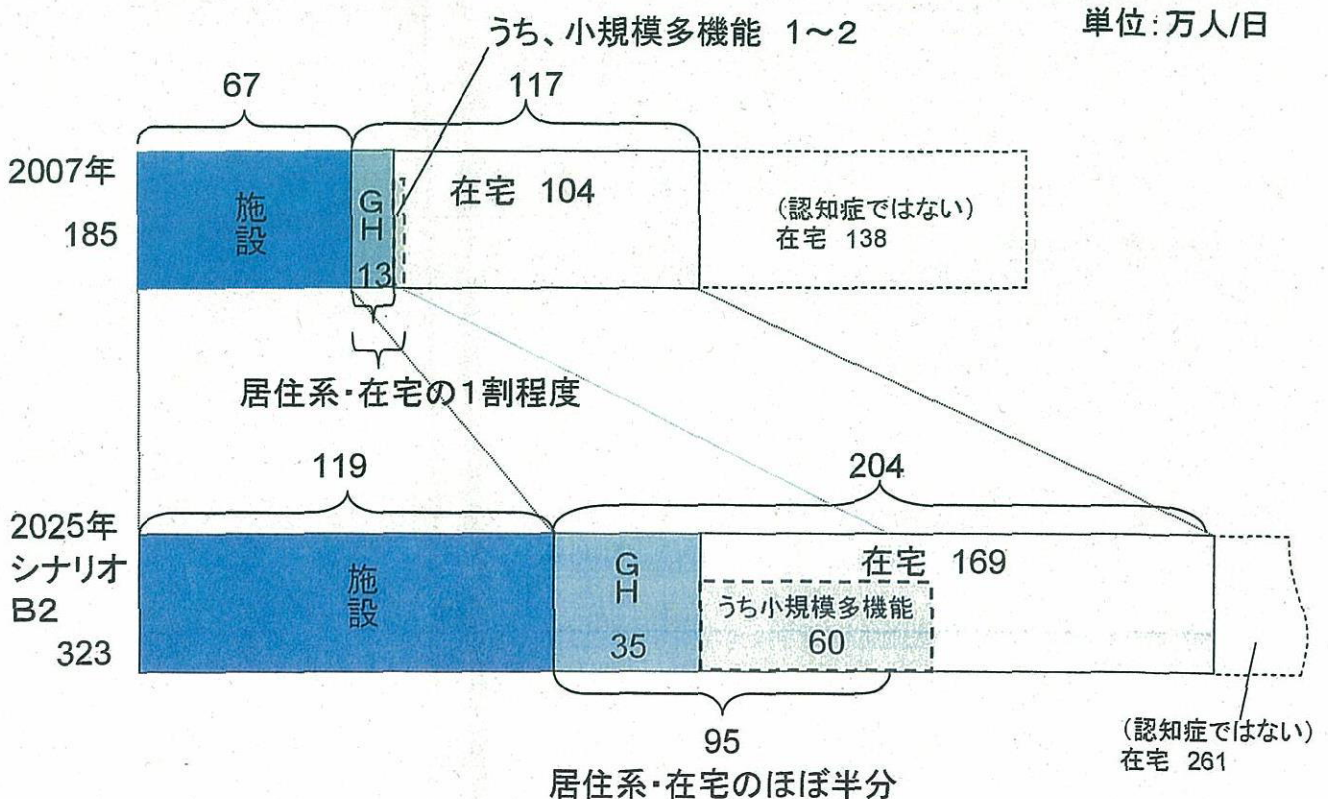 単位:万人/日
うち、小規模多機能 1～2
67
117
2007年
185
施設
GH
13
在宅 104
(認知症ではない)
在宅 138
居住系・在宅の1割程度
119
204
2025年
シナリオ
B2
323
施設
GH
35
在宅 169
うち小規模多機能
60
95
居住系・在宅のほぼ半分
(認知症ではない)
在宅 261